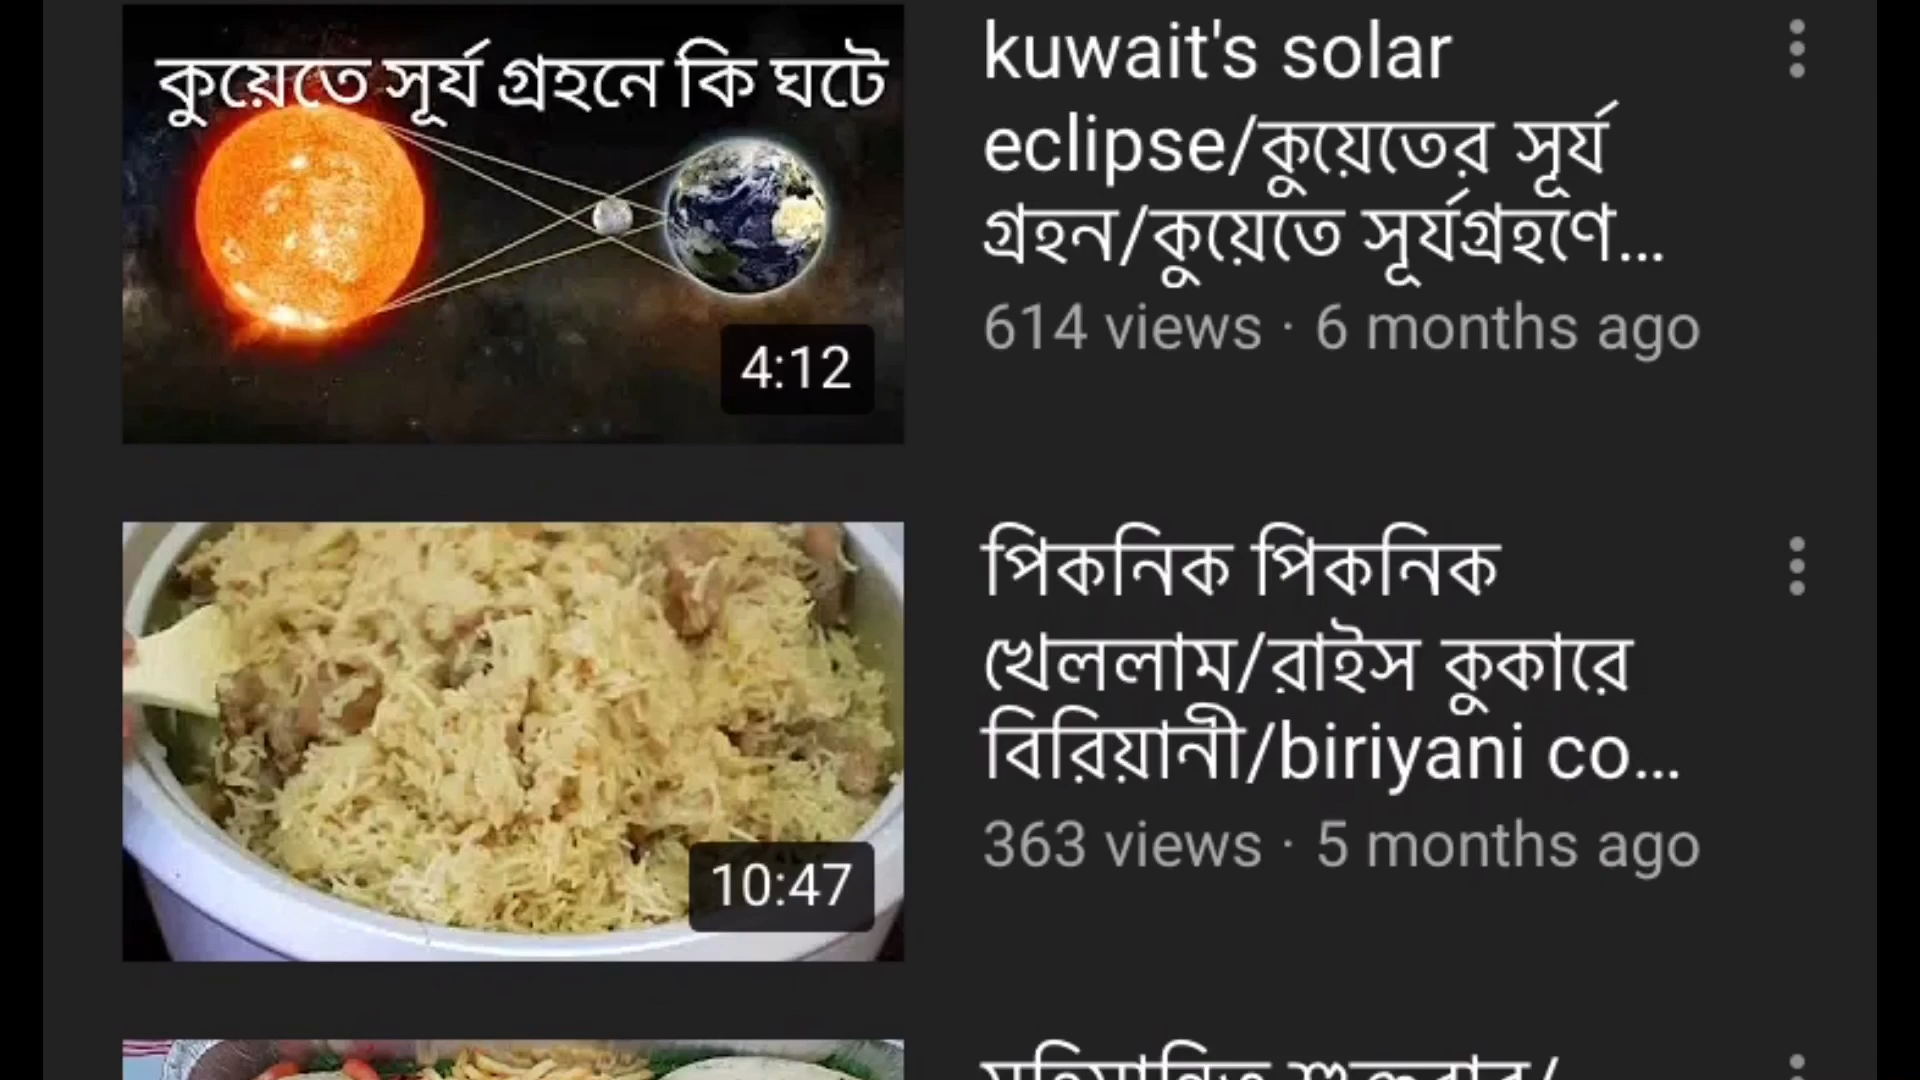 কুয়েতে সূর্য গ্রহনে কি ঘটে
4:12
kuwait's solar
eclipse/কুয়েতের সূর্য
গ্রহন/কুয়েতে সূর্যগ্রহণে...
614 views · 6 months ago
10:47
পিকনিক পিকনিক
খেললাম/রাইস কুকারে
বিরিয়ানী/biriyani co...
363 views · 5 months ago